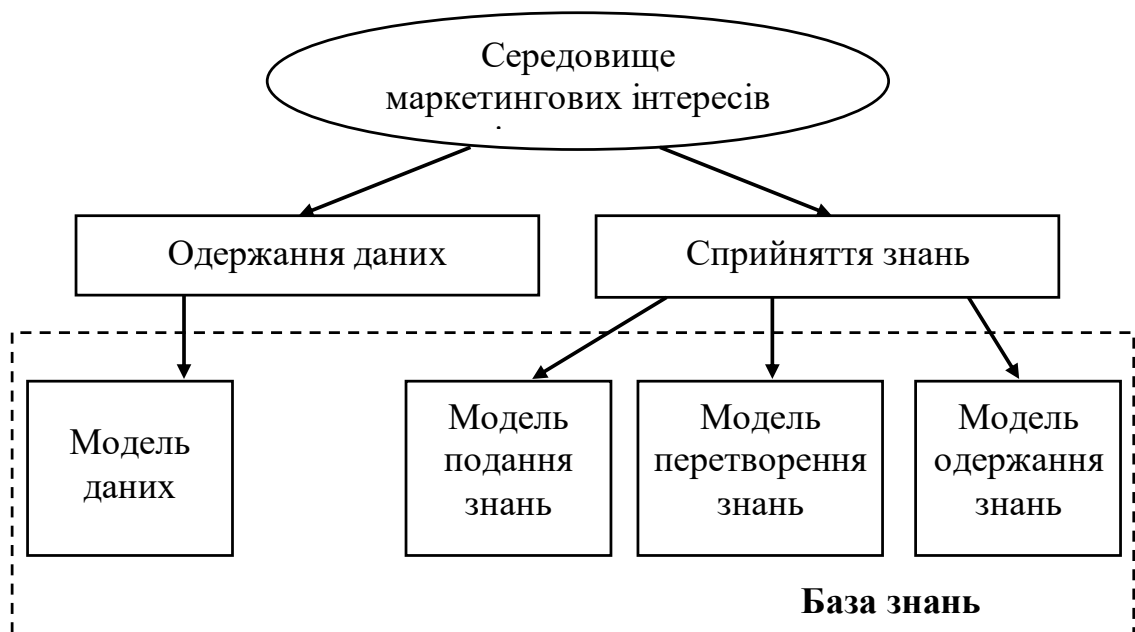 Середовище
маркетингових інтересів
Одержання даних
Сприйняття знань
Модель
даних
Модель
подання
знань
Модель
перетворення
знань
Модель
одержання
знань
База знань